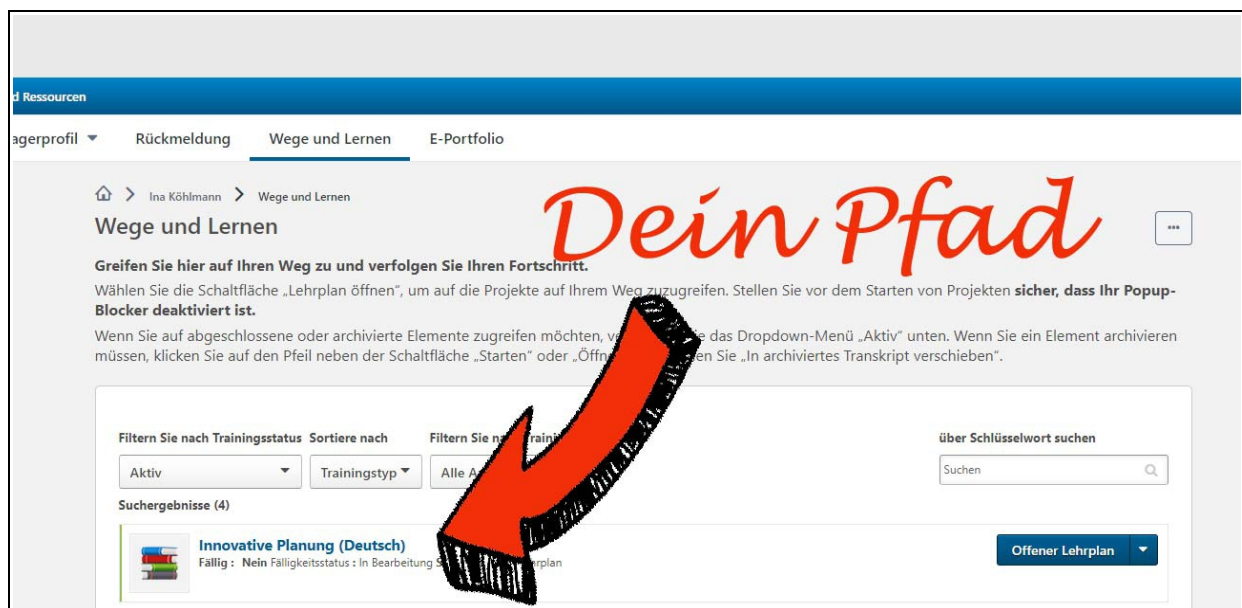 d Ressourcen
agerprofil Rückmeldung Wege und Lernen E-Portfolio
Ina Köhlmann Wege und Lernen
Dein Pfad
Wege und Lernen
...
Greifen Sie hier auf Ihren Weg zu und verfolgen Sie Ihren Fortschritt.
Wählen Sie die Schaltfläche „Lehrplan öffnen“, um auf die Projekte auf Ihrem Weg zuzugreifen. Stellen Sie vor dem Starten von Projekten sicher, dass Ihr Popup-
Blocker deaktiviert ist.
Wenn Sie auf abgeschlossene oder archivierte Elemente zugreifen möchten, das Dropdown-Menü „Aktiv“ unten. Wenn Sie ein Element archivieren
müssen, klicken Sie auf den Pfeil neben der Schaltfläche „Starten“ oder Sie „In archiviertes Transkript verschieben“.
Filtern Sie nach Trainingsstatus Sortiere nach Filtern Sie über Schlüsselwort suchen
Aktiv Trainingstyp Alle Suchen
Suchergebnisse (4)
Innovative Planung (Deutsch)
Offener Lehrplan
Fällig : Nein Fälligkeitsstatus : In Bearbeitung